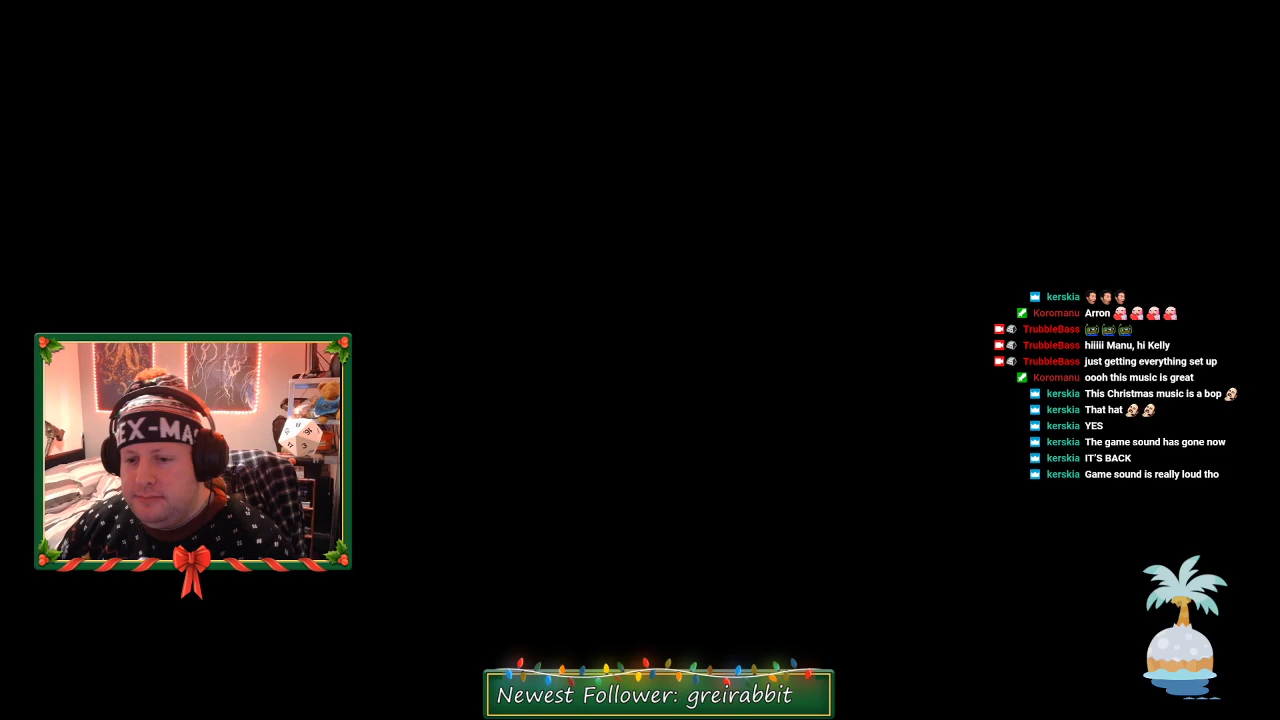 kerskia
Koromanu Arron
TrubbleBass
TrubbleBass hiiiii Manu, hi Kelly
TrubbleBass just getting everything set up
Koromanu oooh this music is great
kerskia This Christmas music is a bop
kerskia That hat
kerskia YES
kerskia The game sound has gone now
kerskia IT'S BACK
kerskia Game sound is really loud tho
EX-MA
Newest Follower: greirabbit